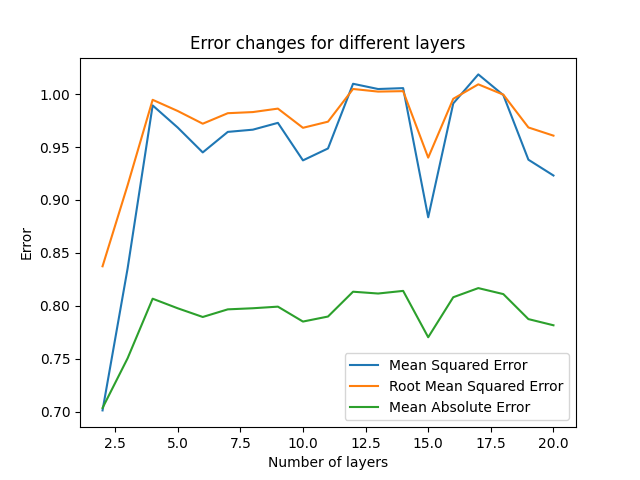 Error changes for different layers
1.00
0.95
0.90
0.85
0.80
0.75
0.70
Error
Mean Squared Error
Root Mean Squared Error
Mean Absolute Error
2.5 5.0 7.5 10.0 12.5 15.0 17.5 20.0
Number of layers